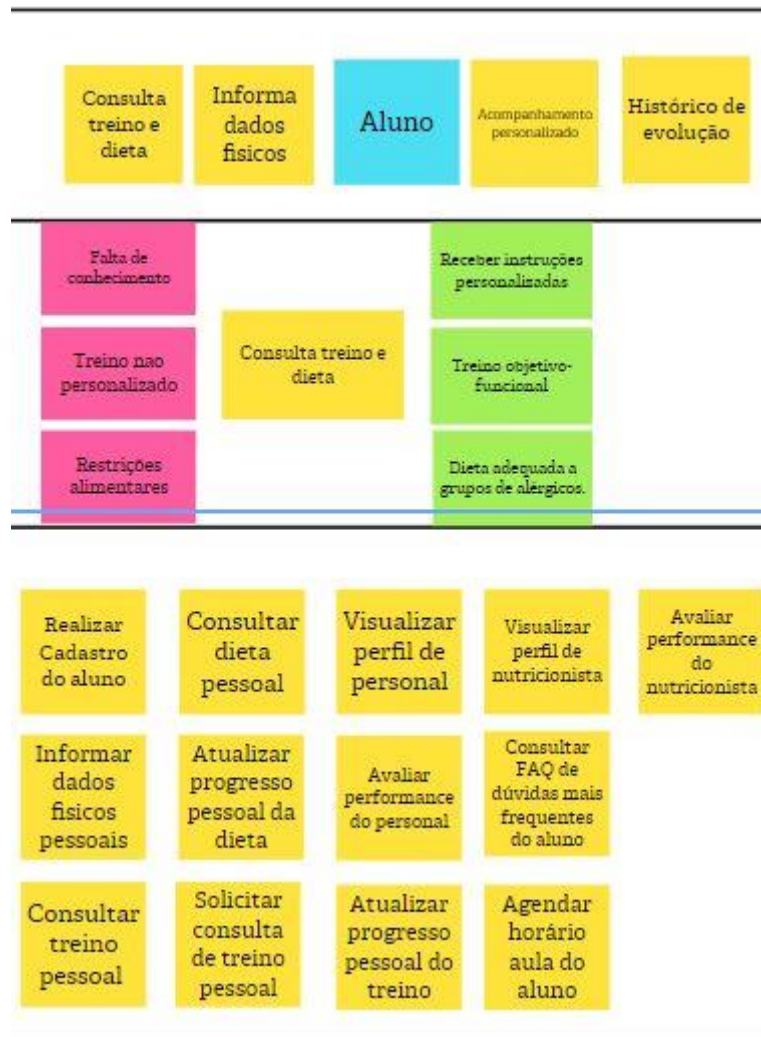 Consulta
treino e
dieta
Informa
dados
fisicos
Aluno
Acompanhamento
personalizado
Histórico de
evolução
Falta de
conhecimento
Treino nao
personalizado
Restrições
alimentares
Consulta treino e
dieta
Receber instruções
personalizadas
Treino objetivo-
funcional
Dieta adequada a
grupos de alérgicos.
Realizar
Cadastro
do aluno
Consultar
dieta
pessoal
Visualizar
perfil de
personal
Visualizar
perfil de
nutricionista
Avaliar
performance
do
nutricionista
Informar
dados
fisicos
pessoais
Atualizar
progresso
pessoal da
dieta
Avaliar
performance
do personal
Consultar
FAQ de
dúvidas mais
frequentes
do aluno
Consultar
treino
pessoal
Solicitar
consulta
de treino
pessoal
Atualizar
progresso
pessoal do
treino
Agendar
horário
aula do
aluno